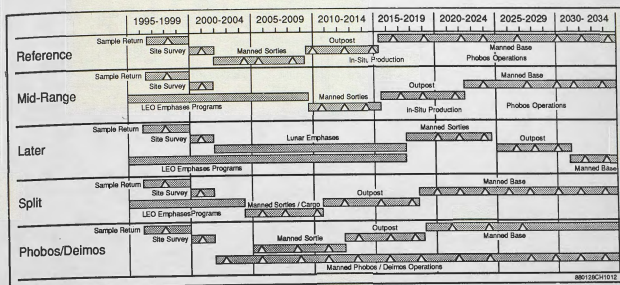 1995-1999 2000-2004 2005-2029 2010-2014 2015-2019 2020-2024 2025-2029 2030- 2034
Reference
Sample Return
Site Survey
Manned Sorties
Outpost
In-Situ Production
Manned Base
Phobos Operations
Mid-Range
Sample Return
Site Survey
LEO Emphases Programs
Manned Sorties
Outpost
In-Situ Production
Manned Base
Phobos Operations
Later
Sample Return
Site Survey
Lunar Emphases
LEO Emphases Programs
Manned Sorties
Outpost
Manned Base
Split
Sample Return
Site Survey
LEO Emphases Programs
Manned Sorties / Cargo
Outpost
Manned Base
Phobos/Deimos
Sample Return
Site Survey
Manned Sortie
Outpost
Manned Base
Manned Phobos / Deimos Operations
880128CH1012